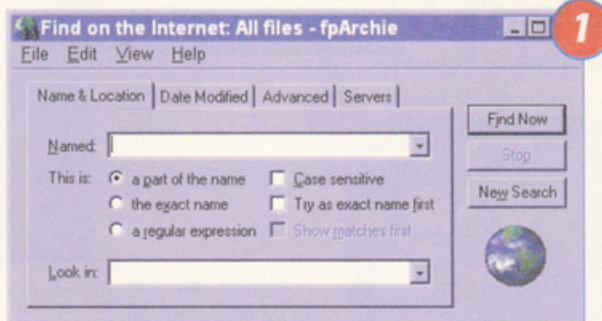 Find on the Internet: All files - fpArchie
1
File Edit View Help
Name & Location Date Modified Advanced Servers
Find Now
Named:
Stop
This is: a part of the name Case sensitive
New Search
the exact name Try as exact name first
a regular expression Show matches first
Look in: